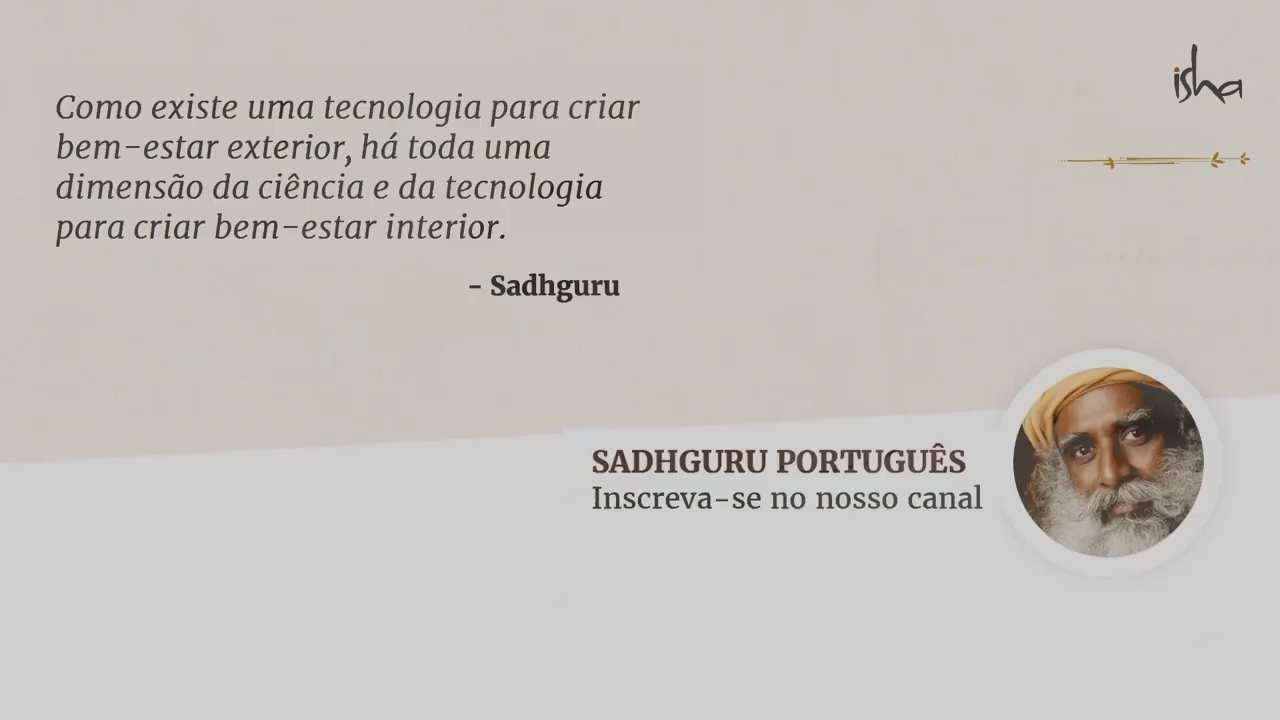 Como existe uma tecnologia para criar
bem-estar exterior, há toda uma
dimensão da ciência e da tecnologia
para criar bem-estar interior.
- Sadhguru
isha
SADHGURU PORTUGUÊS
Inscreva-se no nosso canal